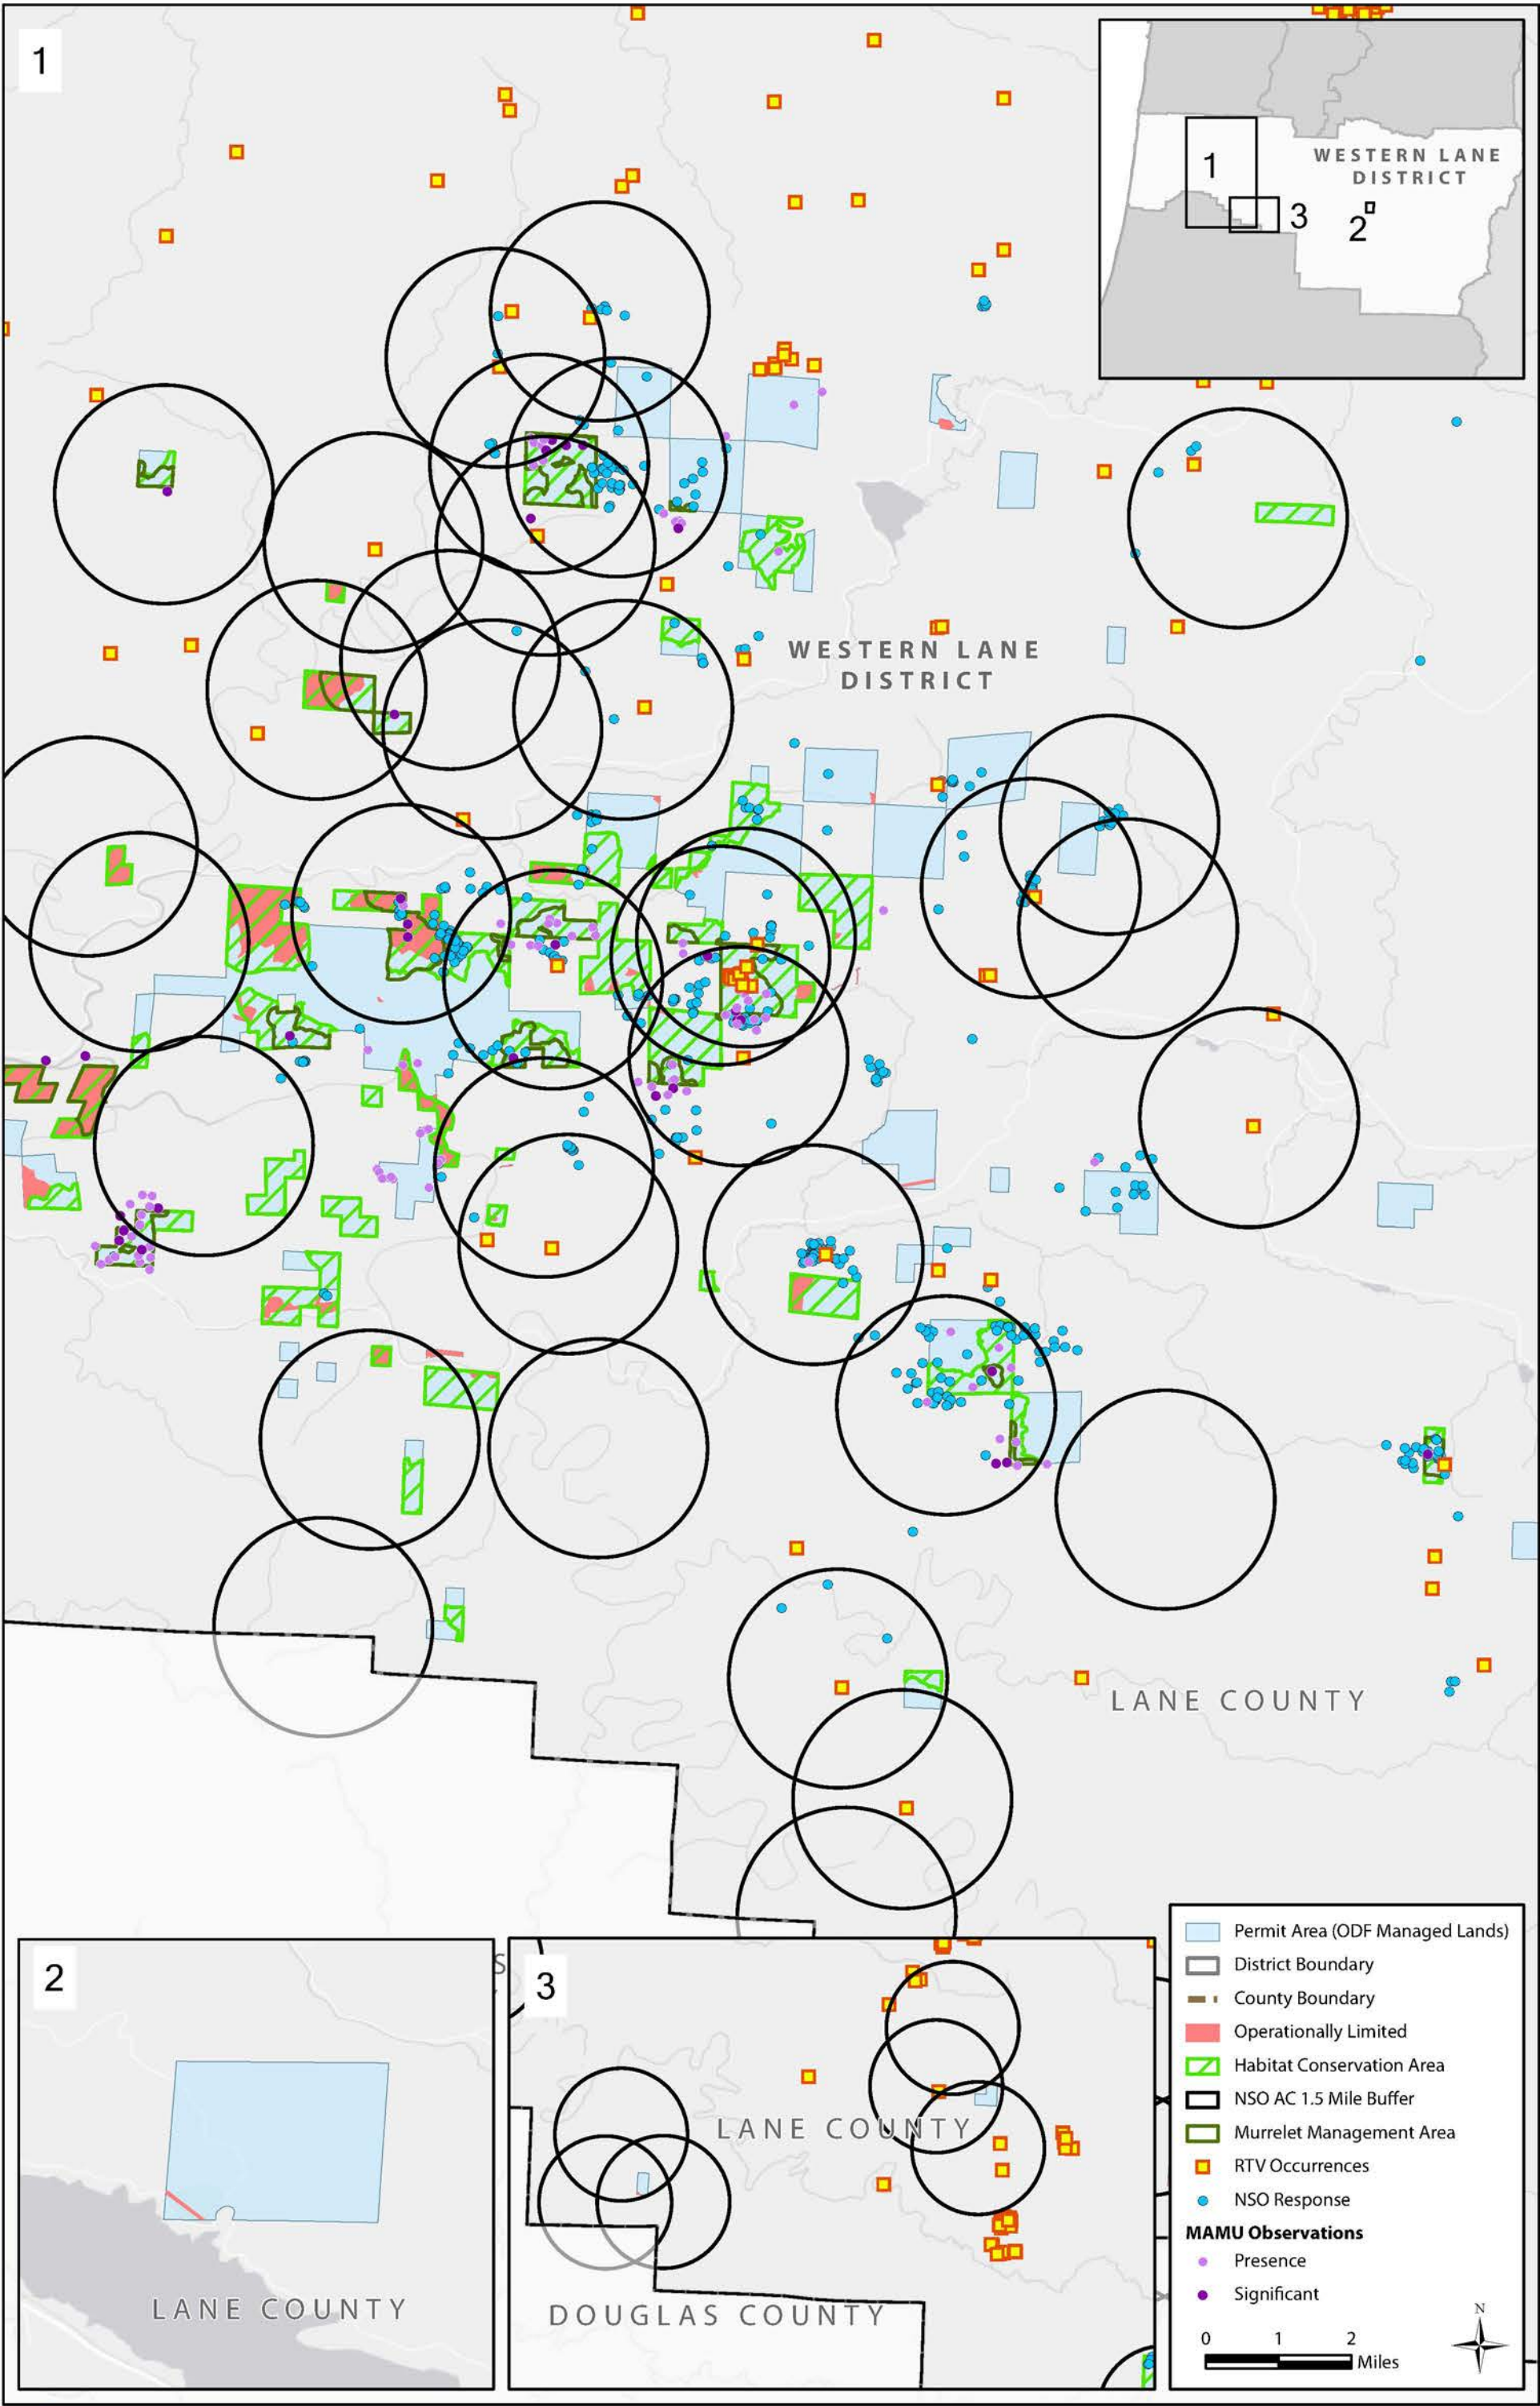 1
WESTERN LANE
DISTRICT
1
3
2
WESTERN LANE
DISTRICT
LANE COUNTY
2
LANE COUNTY
S
3
LANE COUNTY
DOUGLAS COUNTY
Permit Area (ODF Managed Lands)
District Boundary
County Boundary
Operationally Limited
Habitat Conservation Area
NSO AC 1.5 Mile Buffer
Murrelet Management Area
RTV Occurrences
NSO Response
MAMU Observations
Presence
Significant
N
0 1 2
Miles